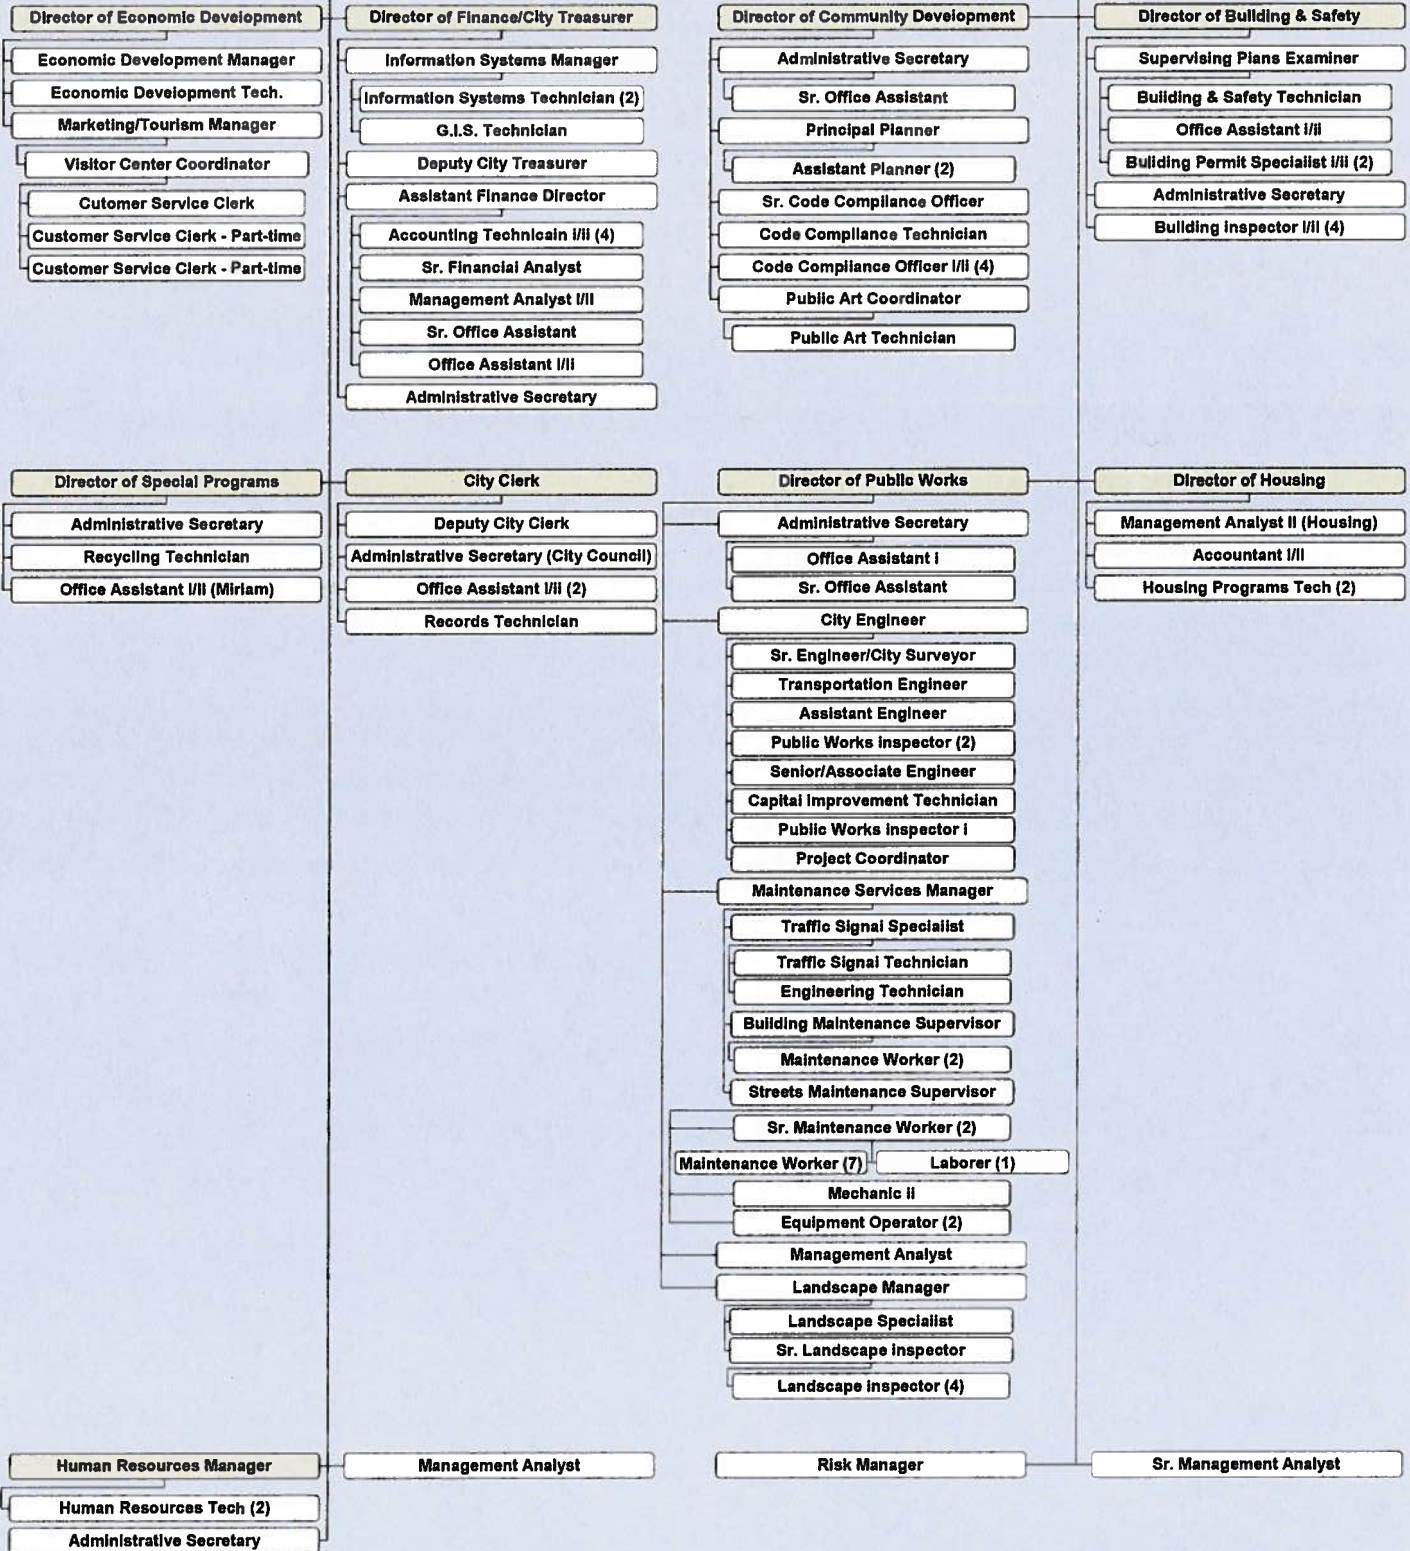 Director of Economic Development
Economic Development Manager
Economic Development Tech.
Marketing/Tourism Manager
Visitor Center Coordinator
Cutomer Service Clerk
Customer Service Clerk - Part-time
Customer Service Clerk - Part-time
Director of Finance/City Treasurer
Information Systems Manager
Information Systems Technician (2)
G.I.S. Technician
Deputy City Treasurer
Assistant Finance Director
Accounting Technicain I/II (4)
Sr. Financial Analyst
Management Analyst I/II
Sr. Office Assistant
Office Assistant I/II
Administrative Secretary
Director of Community Development
Administrative Secretary
Sr. Office Assistant
Principal Planner
Assistant Planner (2)
Sr. Code Compliance Officer
Code Compliance Technician
Code Compliance Officer I/II (4)
Public Art Coordinator
Public Art Technician
Director of Building & Safety
Supervising Plans Examiner
Building & Safety Technician
Office Assistant I/II
Building Permit Specialist I/II (2)
Administrative Secretary
Building Inspector I/II (4)
Director of Special Programs
Administrative Secretary
Recycling Technician
Office Assistant I/II (Miriam)
City Clerk
Deputy City Clerk
Administrative Secretary (City Council)
Office Assistant I/II (2)
Records Technician
Director of Public Works
Administrative Secretary
Office Assistant I
Sr. Office Assistant
City Engineer
Sr. Engineer/City Surveyor
Transportation Engineer
Assistant Engineer
Public Works Inspector (2)
Senior/Associate Engineer
Capital Improvement Technician
Public Works Inspector I
Project Coordinator
Maintenance Services Manager
Traffic Signal Specialist
Traffic Signal Technician
Engineering Technician
Building Maintenance Supervisor
Maintenance Worker (2)
Streets Maintenance Supervisor
Sr. Maintenance Worker (2)
Maintenance Worker (7)
Laborer (1)
Mechanic II
Equipment Operator (2)
Management Analyst
Landscape Manager
Landscape Specialist
Sr. Landscape Inspector
Landscape Inspector (4)
Director of Housing
Management Analyst II (Housing)
Accountant I/II
Housing Programs Tech (2)
Human Resources Manager
Human Resources Tech (2)
Administrative Secretary
Management Analyst
Risk Manager
Sr. Management Analyst